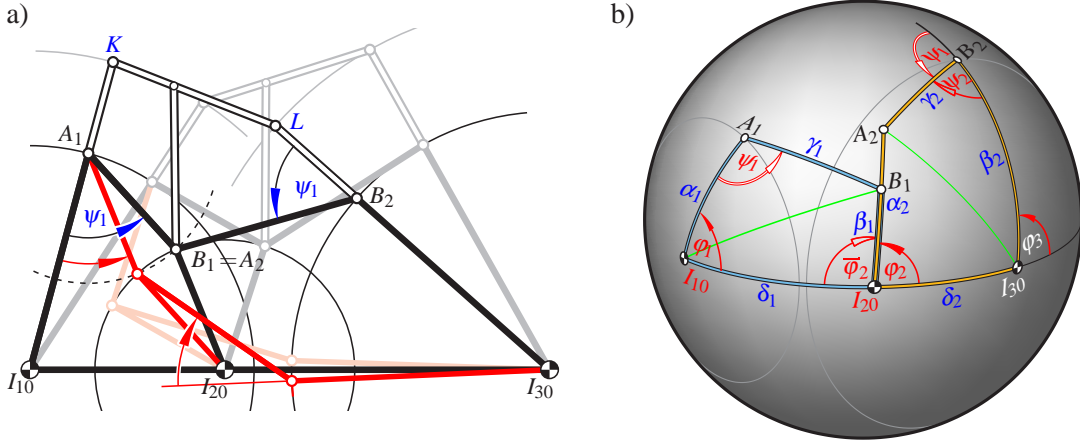 a)
K
A₁
L
ψ₁
B₂
ψ₁
B₁ = A₂
I₁₀
I₂₀
I₃₀
b)
ψ₁
B₂
ψ₂
γ₂
A₁
A₂
γ₁
ψ₁
β₂
α₁
B₁
α₂
β₁
φ₁
φ̅₂
φ₂
φ₃
I₁₀
δ₁
I₂₀
δ₂
I₃₀